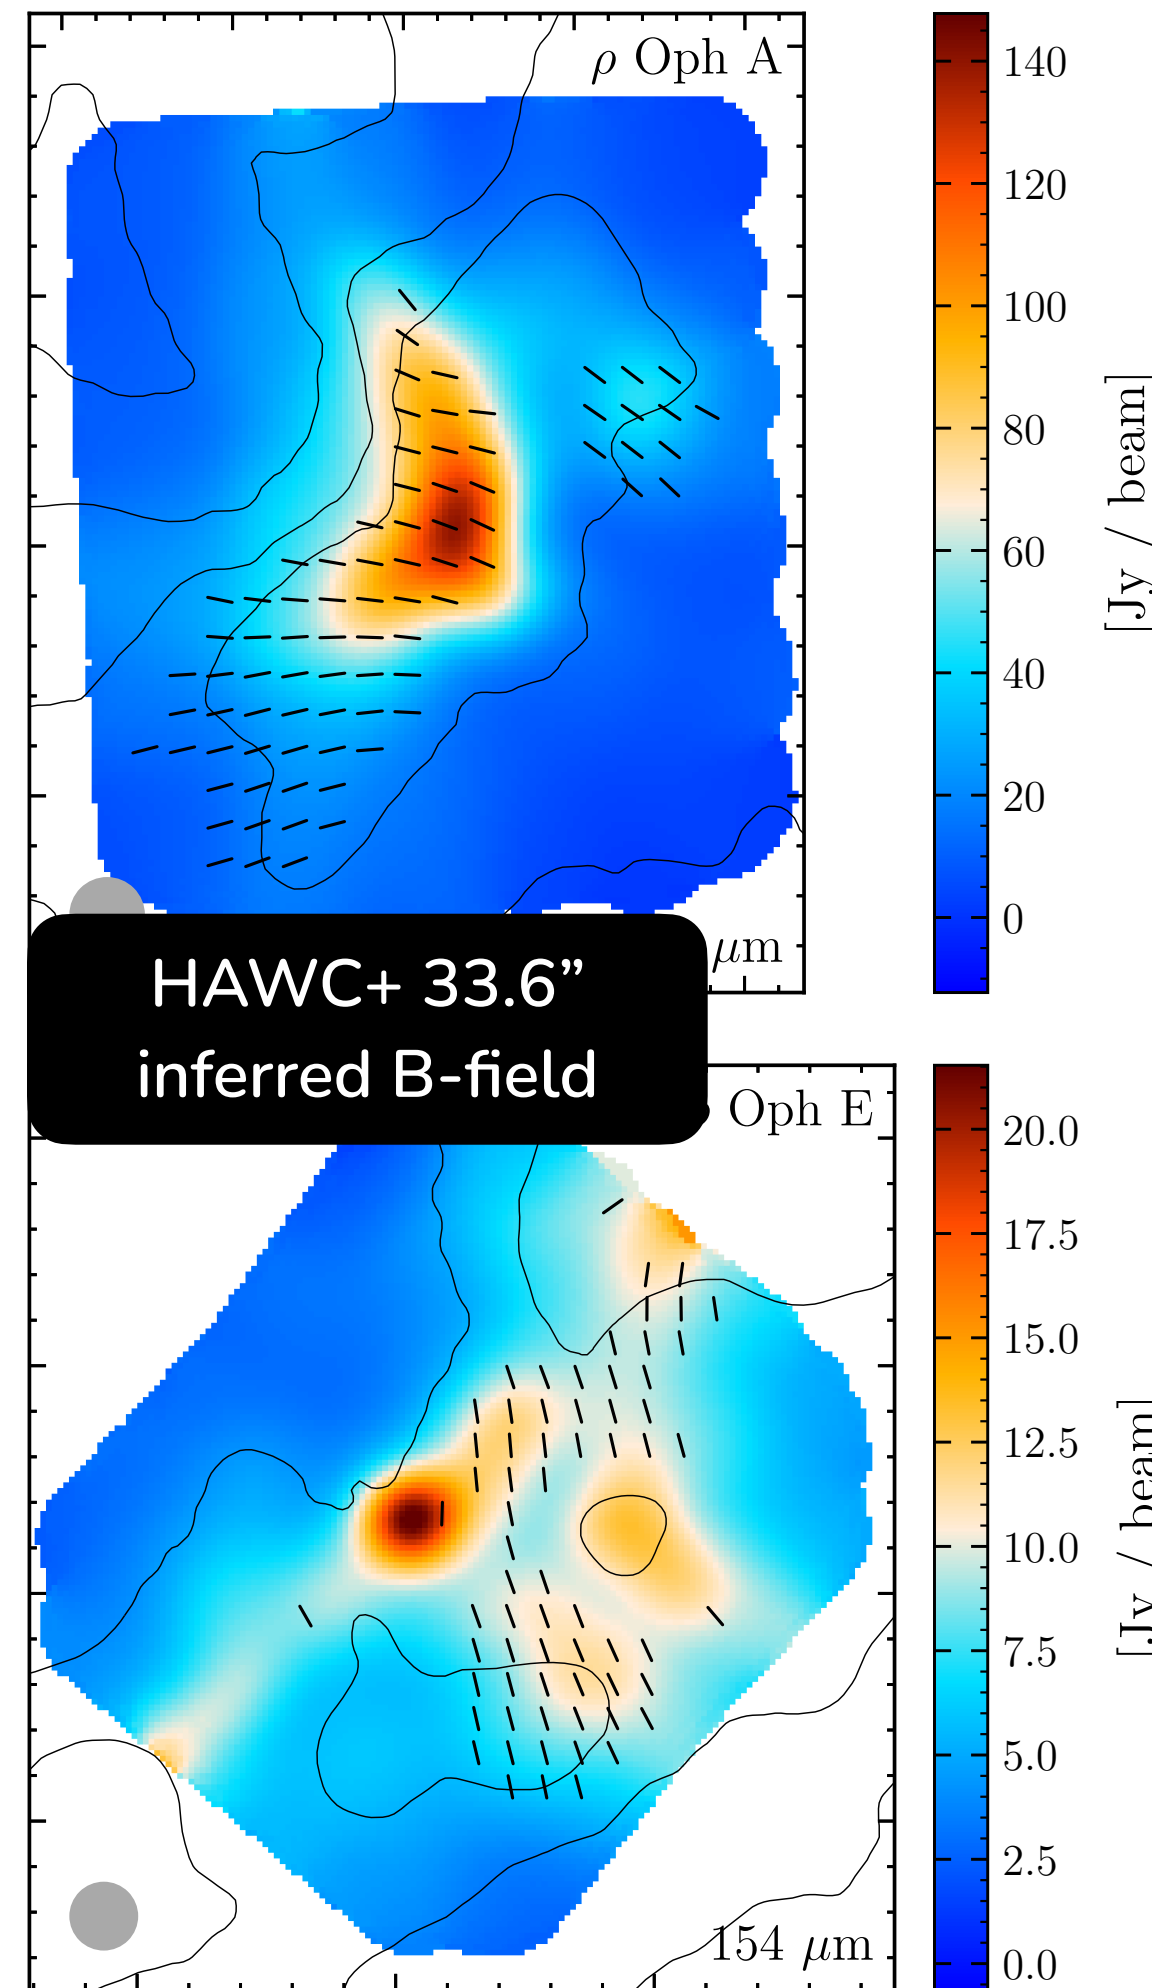 ρ Oph A
140
120
100
80
60
40
20
0
[Jy / beam]
μm
HAWC+ 33.6”
inferred B-field
Oph E
20.0
17.5
15.0
12.5
10.0
7.5
5.0
2.5
0.0
[Jy / beam]
154 μm